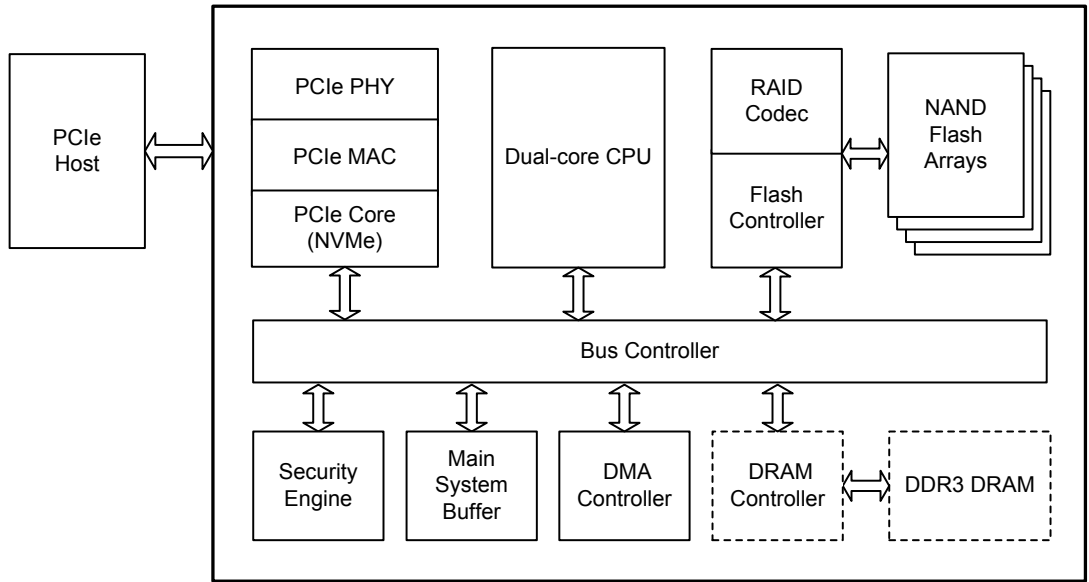 PCIe
Host
PCIe PHY
PCIe MAC
PCIe Core
(NVMe)
Dual-core CPU
RAID
Codec
Flash
Controller
NAND
Flash
Arrays
Bus Controller
Security
Engine
Main
System
Buffer
DMA
Controller
DRAM
Controller
DDR3 DRAM